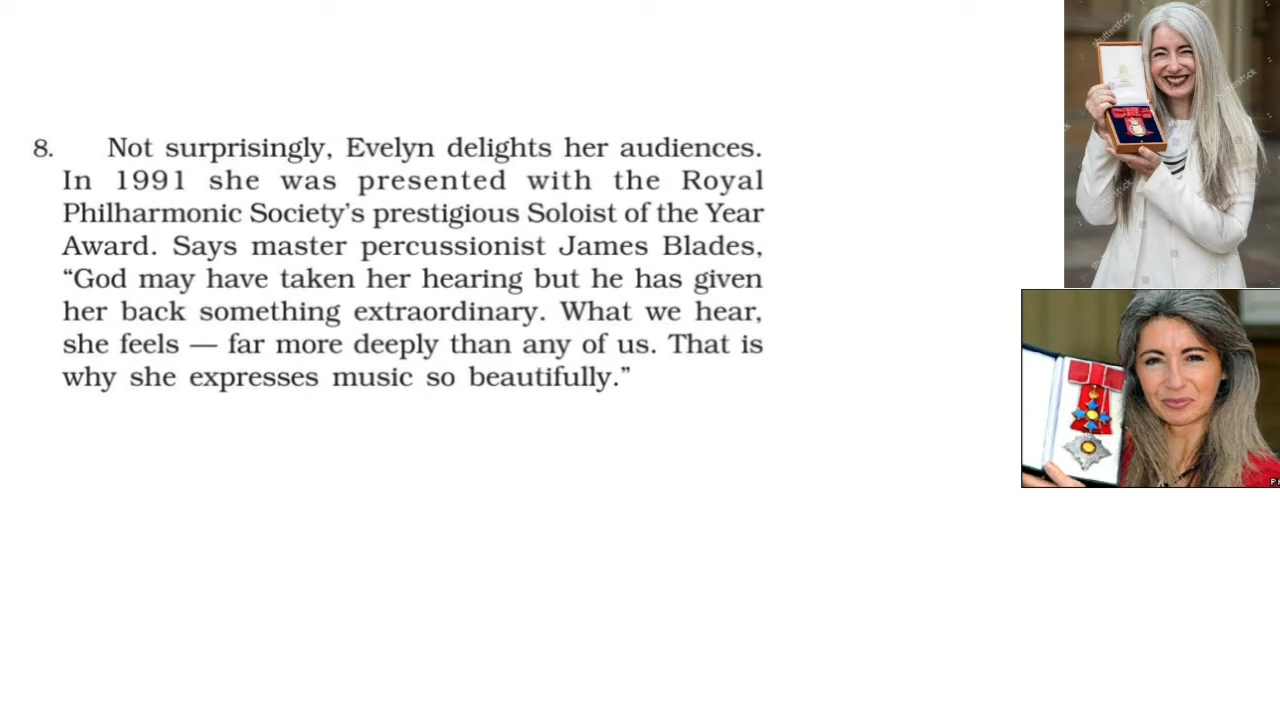 8. Not surprisingly, Evelyn delights her audiences.
In 1991 she was presented with the Royal
Philharmonic Society's prestigious Soloist of the Year
Award. Says master percussionist James Blades,
“God may have taken her hearing but he has given
her back something extraordinary. What we hear,
she feels — far more deeply than any of us. That is
why she expresses music so beautifully.”
shutterstock
shutterstock